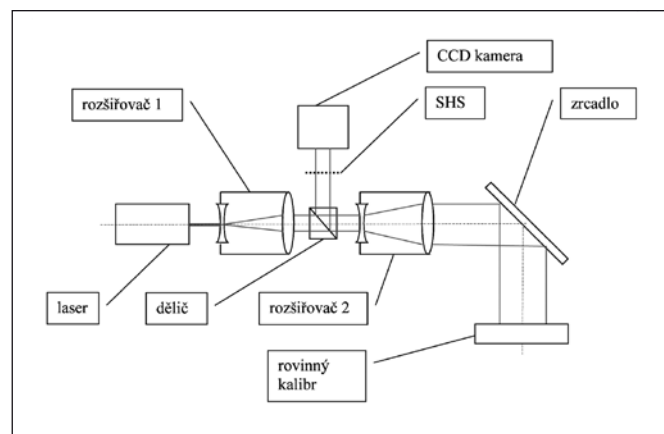 CCD kamera
rozšiřovač 1
SHS
zrcadlo
laser
dělič
rozšiřovač 2
rovinný
kalibr